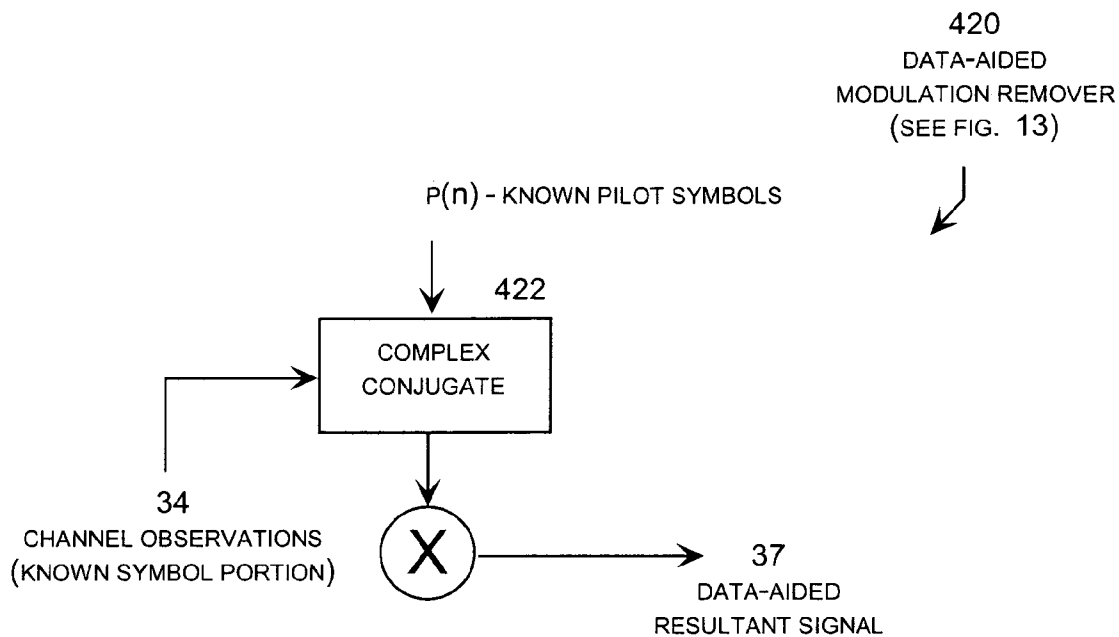 420
DATA-AIDED
MODULATION REMOVER
(SEE FIG. 13)
P(n) - KNOWN PILOT SYMBOLS
422
COMPLEX
CONJUGATE
34
CHANNEL OBSERVATIONS
(KNOWN SYMBOL PORTION)
X
37
DATA-AIDED
RESULTANT SIGNAL